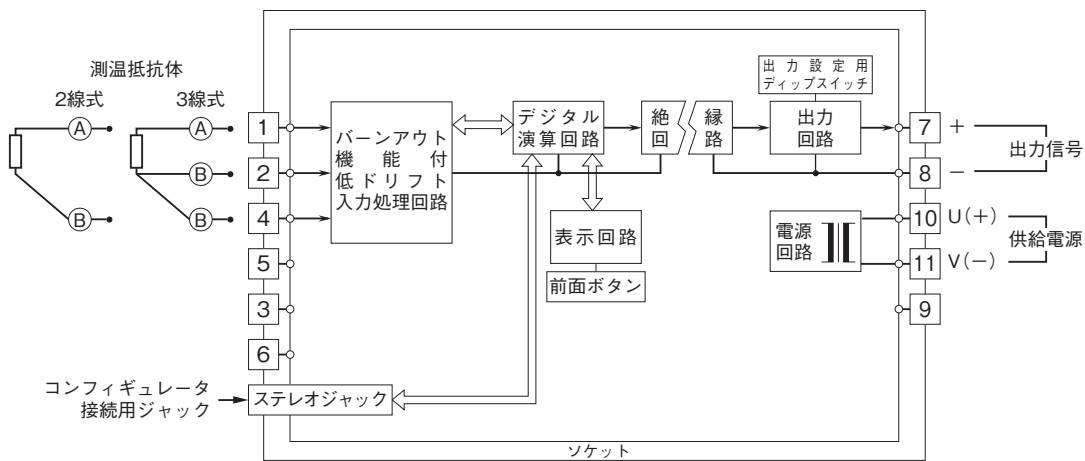 測温抵抗体
2線式
3線式
A
B
A
B
B
1
2
4
5
3
6
バーンアウト
機能付
低ドリフト
入力処理回路
デジタル
演算回路
絶縁
回路
出力設定用
ディップスイッチ
出力
回路
表示回路
前面ボタン
電源
回路
7
+
8
−
出力信号
10
U(+)
11
V(−)
供給電源
9
コンフィギュレータ
接続用ジャック
ステレオジャック
ソケット